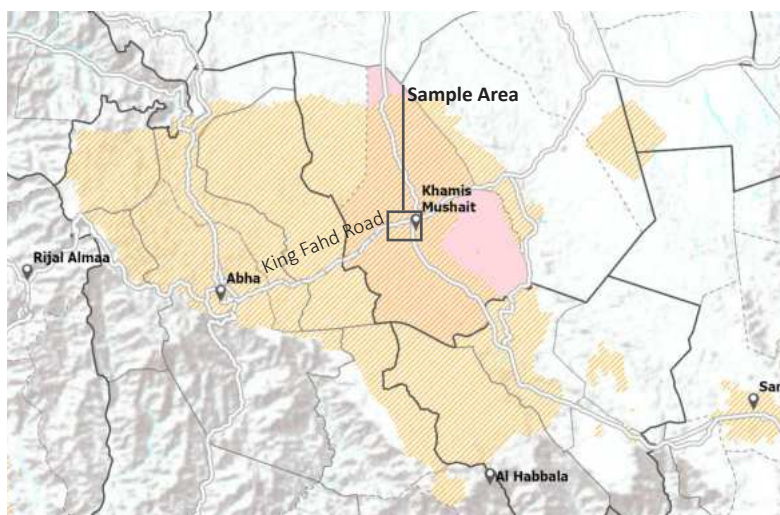 Sample Area
Khamis
Mushait
King Fahd Road
Rijal Almaa
Abha
Al Habbala